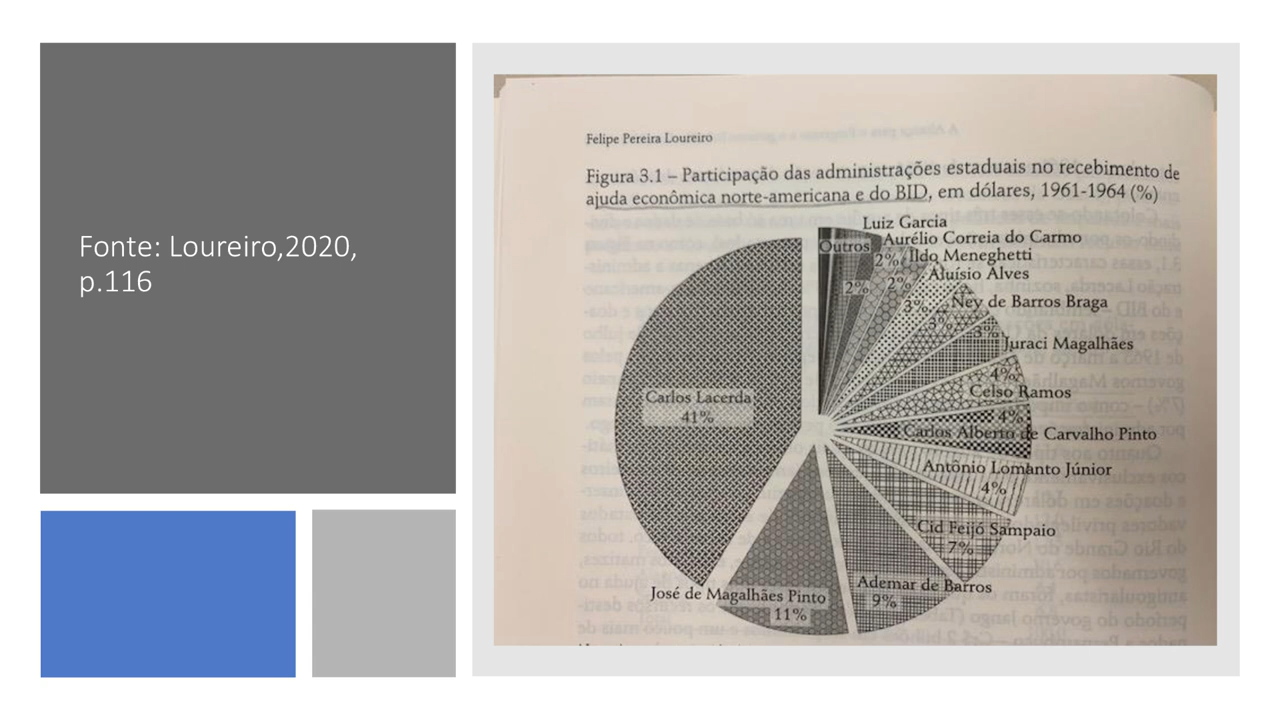 Fonte: Loureiro,2020,
p.116
Felipe Pereira Loureiro
Figura 3.1 – Participação das administrações estaduais no recebimento de
ajuda econômica norte-americana e do BID, em dólares, 1961-1964 (%)
Luiz Garcia
Outros
Aurélio Correia do Carmo
2%
Ildo Meneghetti
2%
2%
Aluísio Alves
3%
Ney de Barros Braga
3%
3%
Juraci Magalhães
4%
Celso Ramos
4%
Carlos Alberto de Carvalho Pinto
Antônio Lomanto Júnior
4%
Cid Feijó Sampaio
7%
Ademar de Barros
9%
José de Magalhães Pinto
11%
Carlos Lacerda
41%